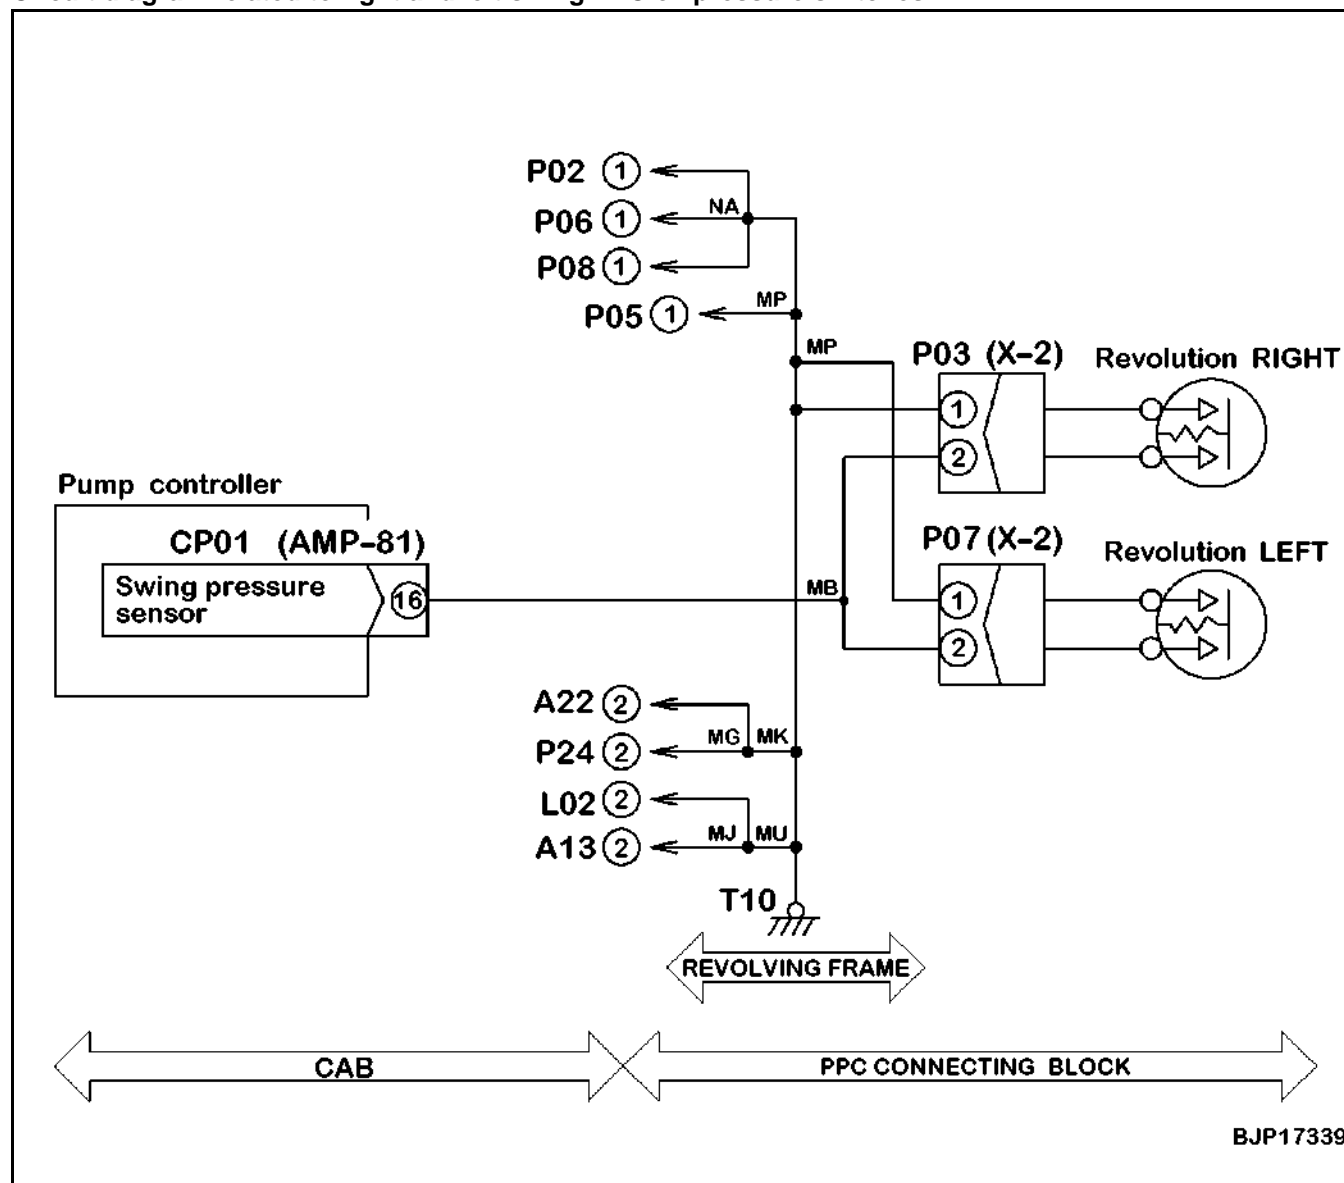 P02 1
P06 1 NA
P08 1
P05 1 MP
MP
P03 (X-2) Revolution RIGHT
1
2
Pump controller
CP01 (AMP-81)
Swing pressure
sensor
16
MB
P07 (X-2) Revolution LEFT
1
2
A22 2
P24 2 MG MK
L02 2
A13 2 MJ MU
T10
REVOLVING FRAME
CAB
PPC CONNECTING BLOCK
BJP17339